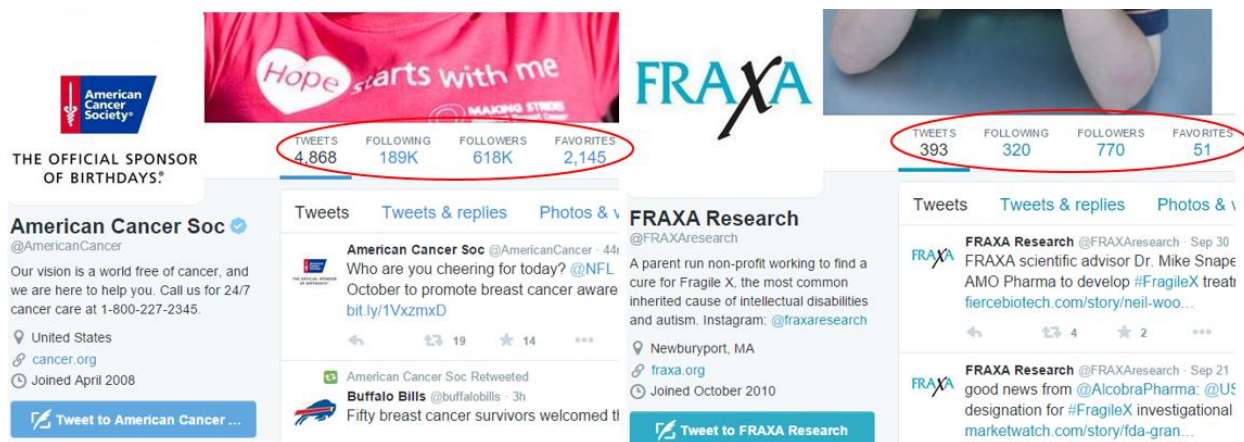 Hope starts with me
MAKING STRIDES
American
Cancer
Society®
THE OFFICIAL SPONSOR
OF BIRTHDAYS.®
TWEETS FOLLOWING FOLLOWERS FAVORITES
4,868 189K 618K 2,145
American Cancer Soc
@AmericanCancer
Our vision is a world free of cancer, and
we are here to help you. Call us for 24/7
cancer care at 1-800-227-2345.
United States
cancer.org
Joined April 2008
Tweet to American Cancer ...
Tweets Tweets & replies Photos & v
American Cancer Soc @AmericanCancer · 44
Who are you cheering for today? @NFL
October to promote breast cancer aware
bit.ly/1VxzmxD
19 14
American Cancer Soc Retweeted
Buffalo Bills @buffalobills · 3h
Fifty breast cancer survivors welcomed t
FRAXA
TWEETS FOLLOWING FOLLOWERS FAVORITES
393 320 770 51
FRAXA Research
@FRAXAresearch
A parent run non-profit working to find a
cure for Fragile X, the most common
inherited cause of intellectual disabilities
and autism. Instagram: @fraxaresearch
Newburyport, MA
fraxa.org
Joined October 2010
Tweet to FRAXA Research
Tweets Tweets & replies Photos & v
FRAXA
FRAXA Research @FRAXAresearch · Sep 30
FRAXA scientific advisor Dr. Mike Snape
AMO Pharma to develop #FragileX treat
fiercebiotech.com/story/neil-woo...
4 2
FRAXA
FRAXA Research @FRAXAresearch · Sep 21
good news from @AlcobraPharma: @US
designation for #FragileX investigational
marketwatch.com/story/fda-gran...